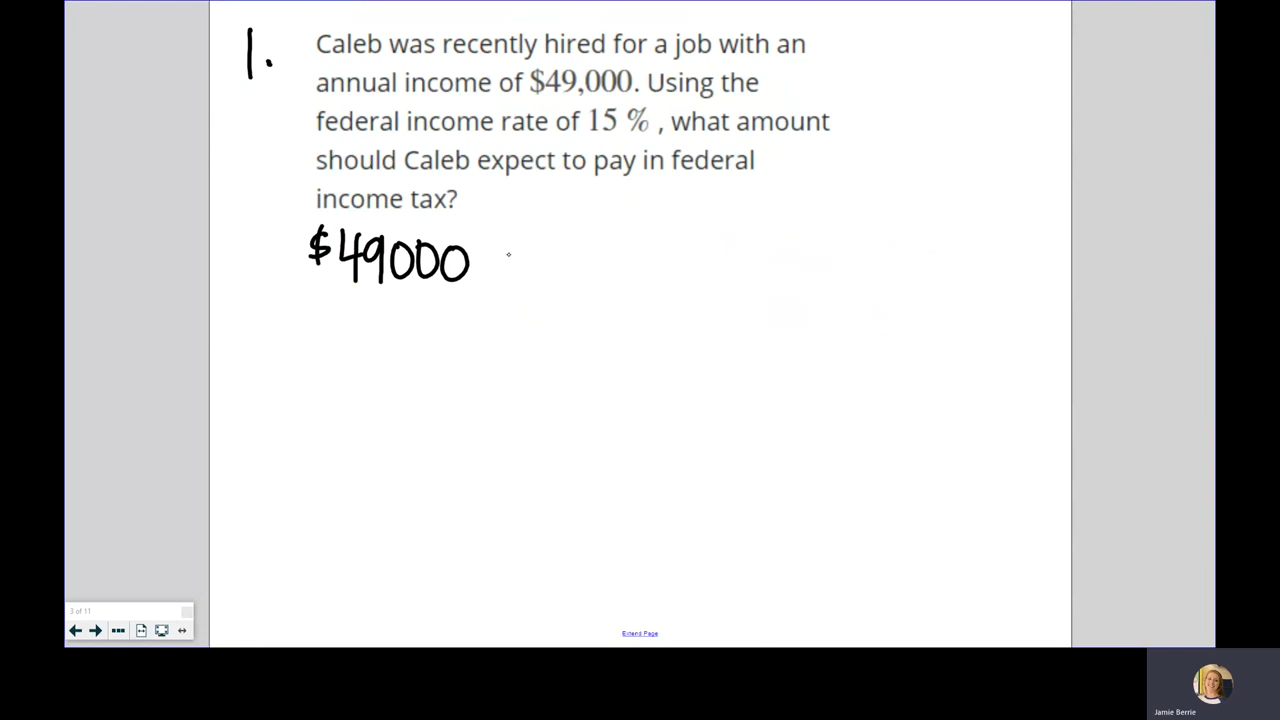 1.
Caleb was recently hired for a job with an
annual income of $49,000. Using the
federal income rate of 15 % , what amount
should Caleb expect to pay in federal
income tax?
$49000
3 of 11
Extend Page
Jamie Berrie